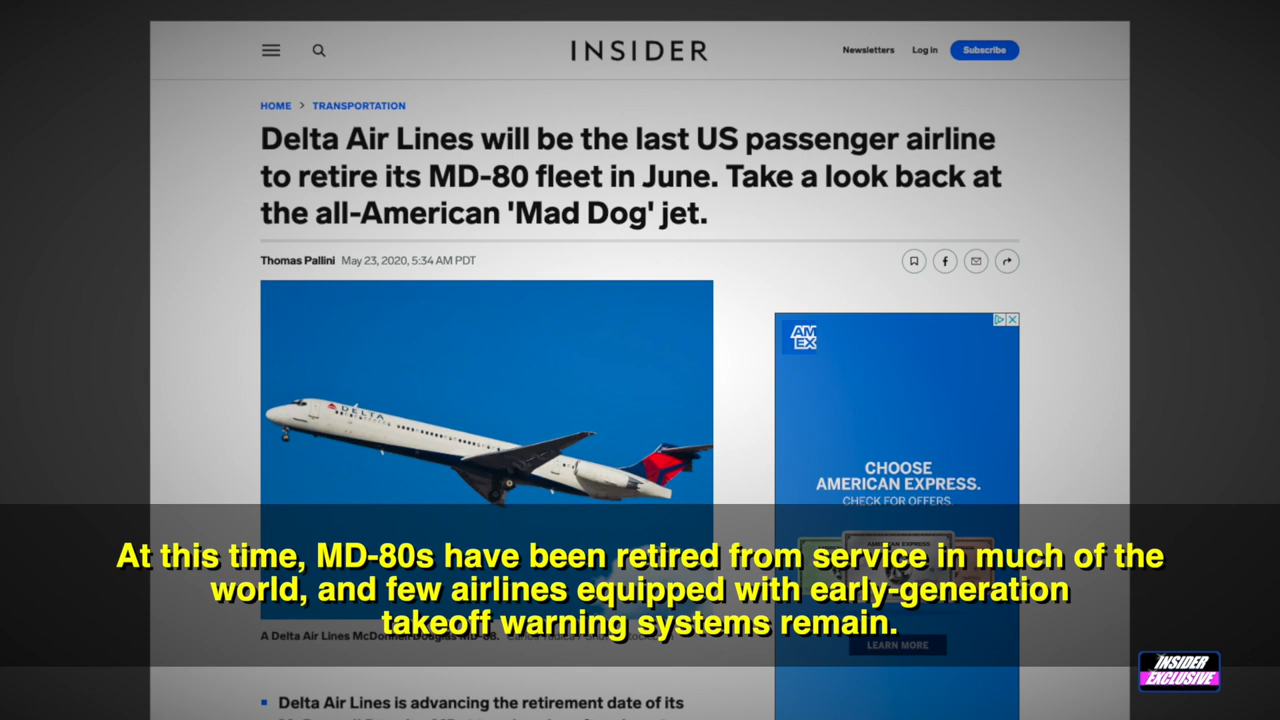 INSIDER
Newsletters
Log in
Subscribe
HOME > TRANSPORTATION
Delta Air Lines will be the last US passenger airline
to retire its MD-80 fleet in June. Take a look back at
the all-American 'Mad Dog' jet.
Thomas Pallini May 23, 2020, 5:34 AM PDT
DELTA
AM
EX
CHOOSE
AMERICAN EXPRESS.
CHECK FOR OFFERS.
AMERICAN EXPRESS
At this time, MD-80s have been retired from service in much of the
world, and few airlines equipped with early-generation
takeoff warning systems remain.
A Delta Air Lines McDonnell Douglas MD-88.
LEARN MORE
INSIDER
EXCLUSIVE
Delta Air Lines is advancing the retirement date of its